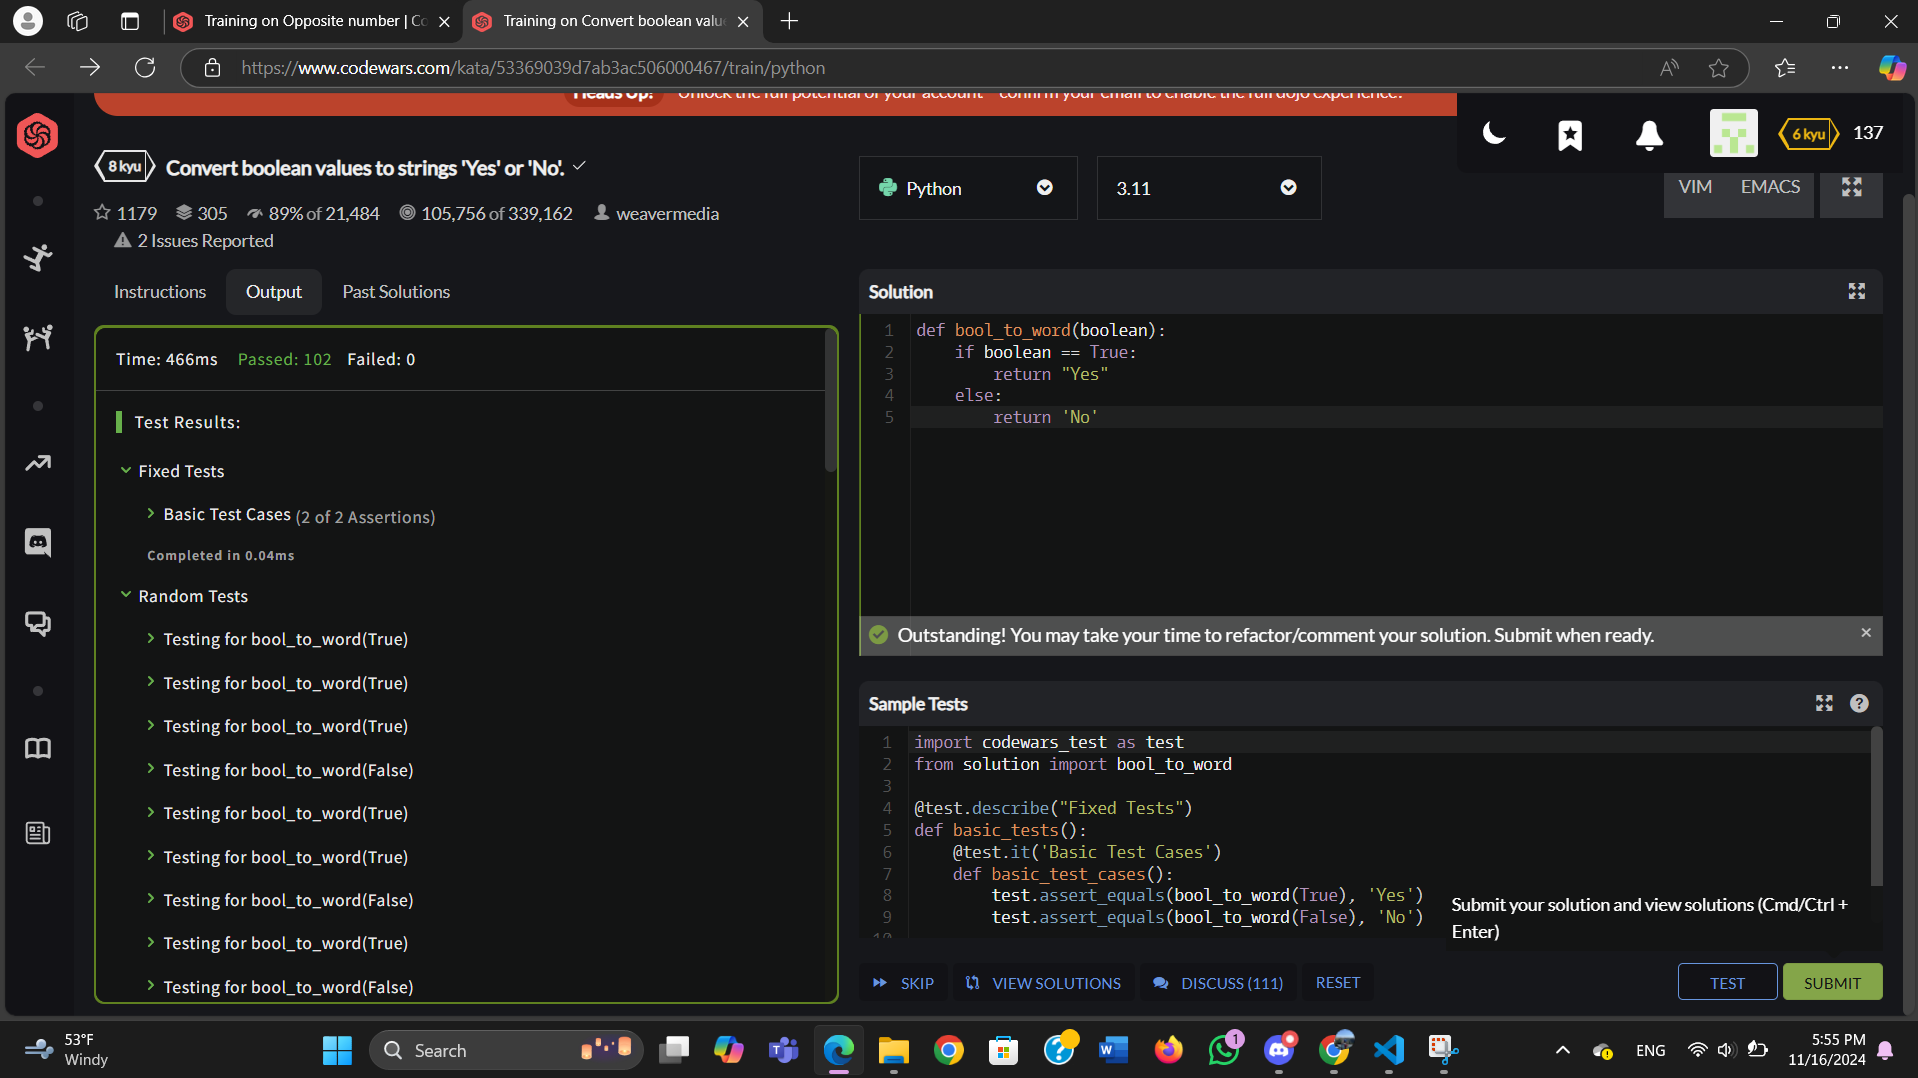 Training on Opposite number | Co
Training on Convert boolean valu
https://www.codewars.com/kata/53369039d7ab3ac506000467/train/python
Heads Up! Unlock the full potential of your account - confirm your email to enable the full dojo experience.
6 kyu 137
8 kyu Convert boolean values to strings 'Yes' or 'No'.
1179 305 89% of 21,484 105,756 of 339,162 weavermedia
2 Issues Reported
Python
3.11
VIM EMACS
Instructions Output Past Solutions
Time: 466ms Passed: 102 Failed: 0
Test Results:
Fixed Tests
Basic Test Cases (2 of 2 Assertions)
Completed in 0.04ms
Random Tests
Testing for bool_to_word(True)
Testing for bool_to_word(True)
Testing for bool_to_word(True)
Testing for bool_to_word(False)
Testing for bool_to_word(True)
Testing for bool_to_word(True)
Testing for bool_to_word(False)
Testing for bool_to_word(True)
Testing for bool_to_word(False)
Solution
1 def bool_to_word(boolean):
2 if boolean == True:
3 return "Yes"
4 else:
5 return 'No'
Outstanding! You may take your time to refactor/comment your solution. Submit when ready.
Sample Tests
1 import codewars_test as test
2 from solution import bool_to_word
3
4 @test.describe("Fixed Tests")
5 def basic_tests():
6 @test.it('Basic Test Cases')
7 def basic_test_cases():
8 test.assert_equals(bool_to_word(True), 'Yes')
9 test.assert_equals(bool_to_word(False), 'No')
10
Submit your solution and view solutions (Cmd/Ctrl +
Enter)
SKIP VIEW SOLUTIONS DISCUSS (111) RESET
TEST SUBMIT
53°F
Windy
Search
1
ENG
5:55 PM
11/16/2024